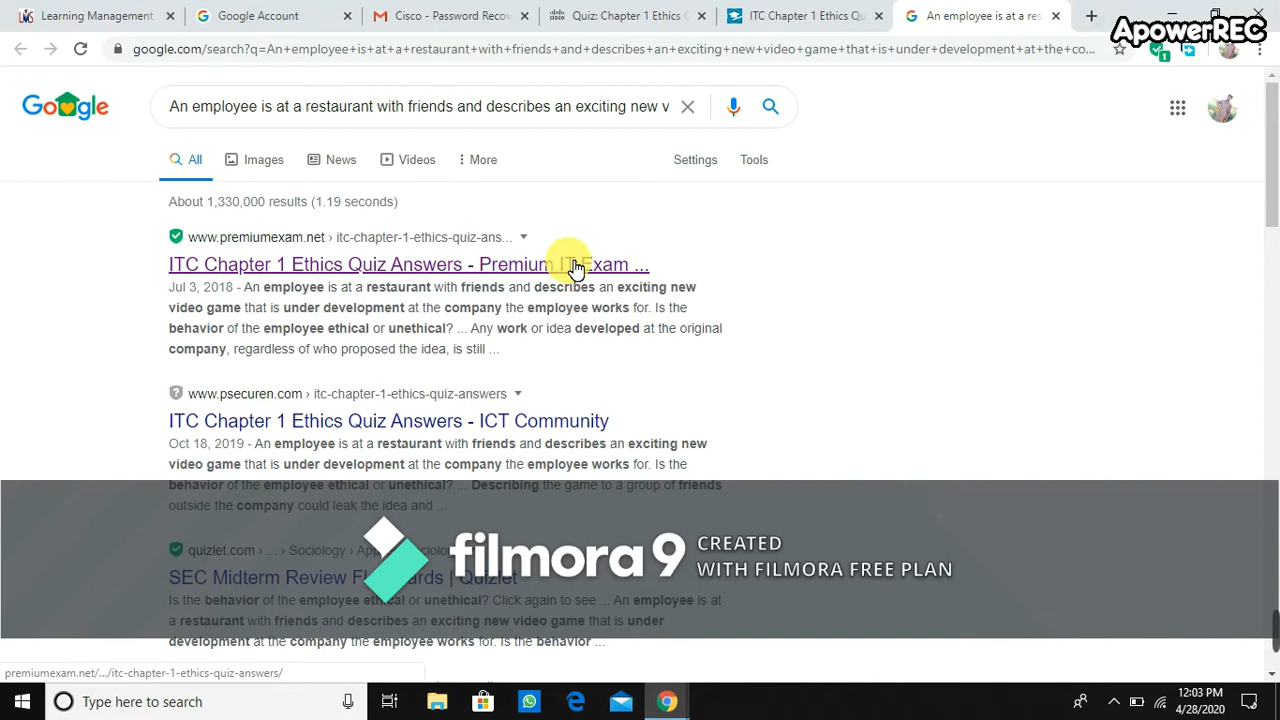 Learning Management
Google Account
Cisco - Password Recov
Quiz: Chapter 1 Ethics Q
ITC Chapter 1 Ethics Qu
An employee is at a res
ApowerREC
google.com/search?q=An+employee+is+at+a+restaurant+with+friends+and+describes+an+exciting+new+video+game+that+is+under+development+at+the+co...
1
Google
An employee is at a restaurant with friends and describes an exciting new v
All
Images
News
Videos
More
Settings
Tools
About 1,330,000 results (1.19 seconds)
www.premiumexam.net › itc-chapter-1-ethics-quiz-ans...
ITC Chapter 1 Ethics Quiz Answers - Premium IT Exam ...
Jul 3, 2018 - An employee is at a restaurant with friends and describes an exciting new
video game that is under development at the company the employee works for. Is the
behavior of the employee ethical or unethical? ... Any work or idea developed at the original
company, regardless of who proposed the idea, is still ...
www.psecuren.com › itc-chapter-1-ethics-quiz-answers
ITC Chapter 1 Ethics Quiz Answers - ICT Community
Oct 18, 2019 - An employee is at a restaurant with friends and describes an exciting new
video game that is under development at the company the employee works for. Is the
behavior of the employee ethical or unethical? ... Describing the game to a group of friends
outside the company could leak the idea and ...
quizlet.com › ... › Sociology ›
SEC Midterm Review | Quizlet
Is the behavior of the employee ethical or unethical? Click again to see ... An employee is at
a restaurant with friends and describes an exciting new video game that is under
development at the company the employee works for. Is the behavior ...
filmora9
CREATED
WITH FILMORA FREE PLAN
premiumexam.net/.../itc-chapter-1-ethics-quiz-answers/
Type here to search
12:03 PM
4/28/2020